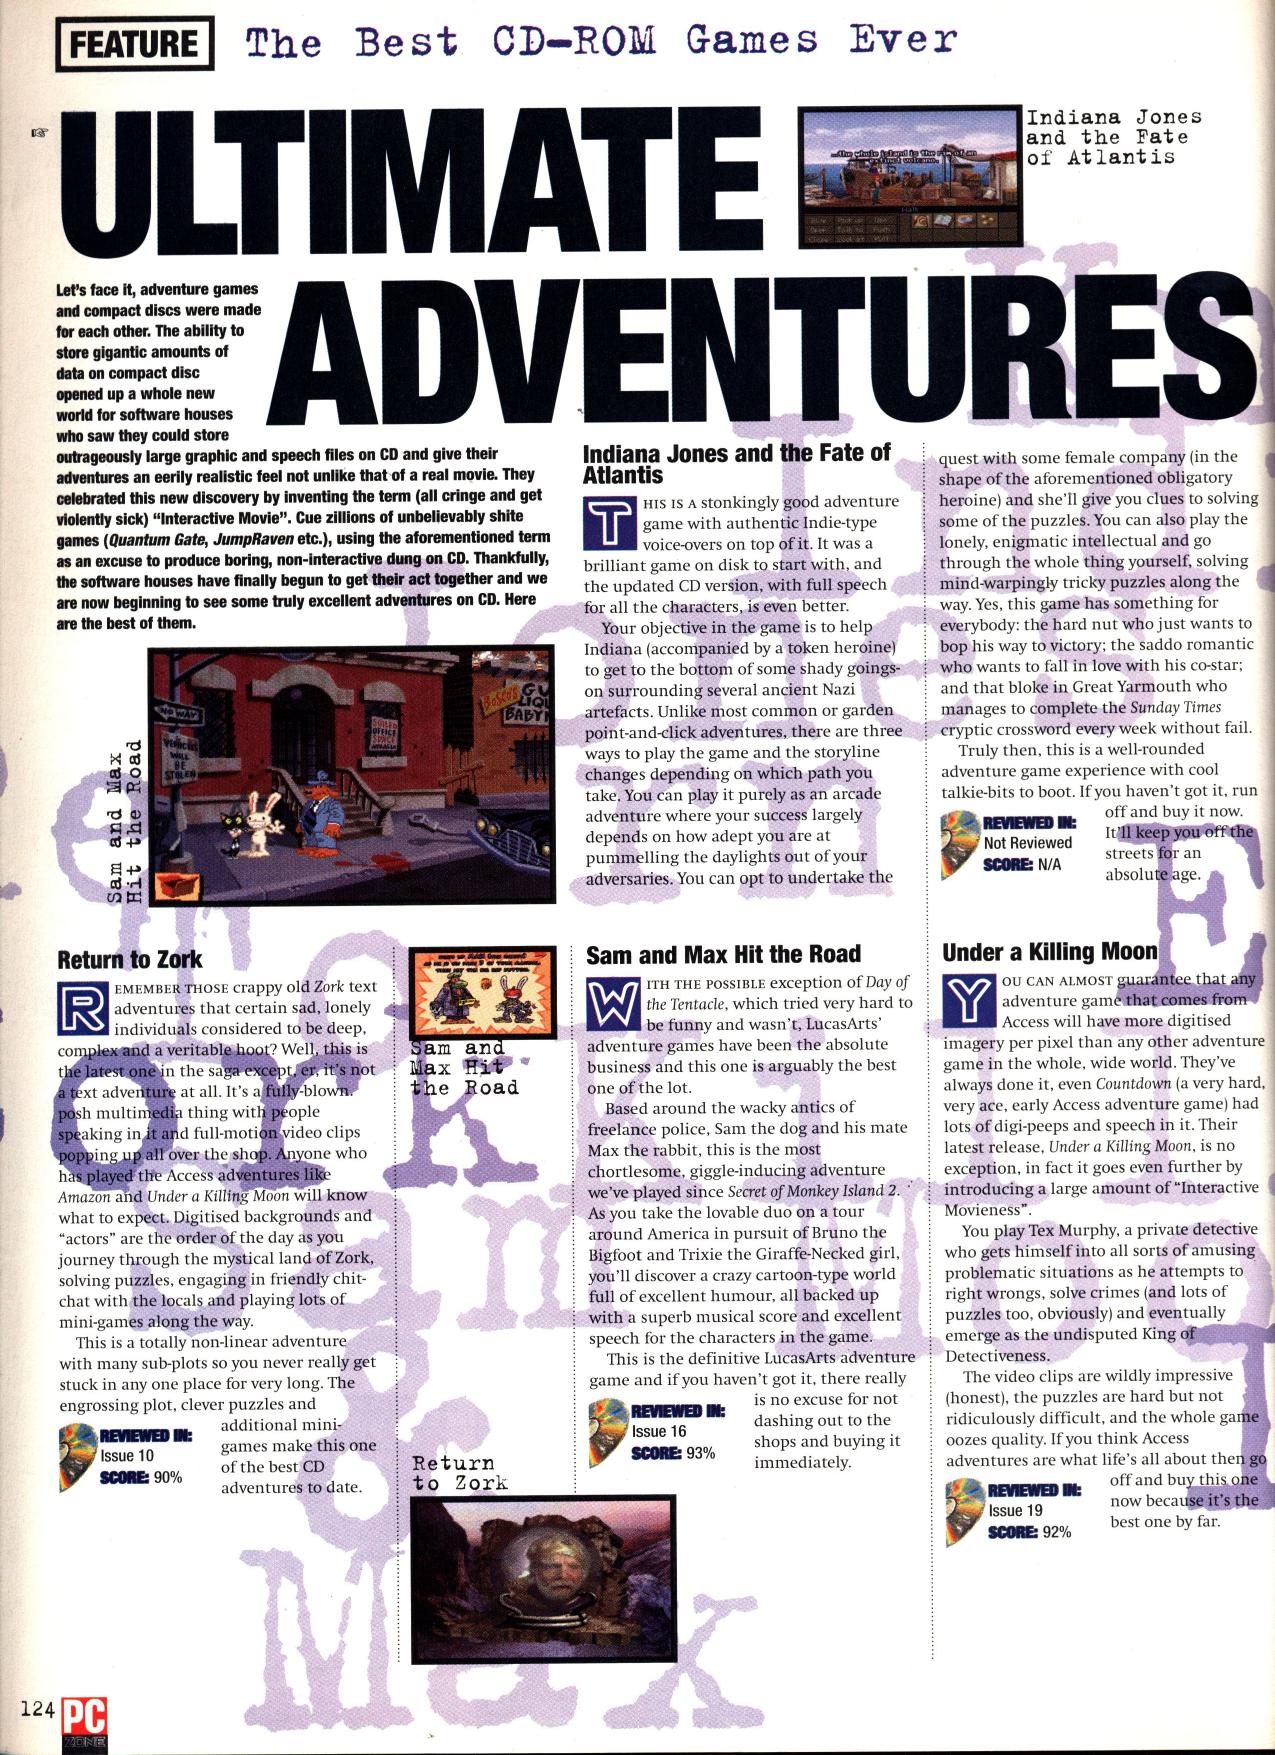 FEATURE The Best CD-ROM Games Ever
ULTIMATE
ADVENTURES
Indiana Jones
and the Fate
of Atlantis
Let's face it, adventure games
and compact discs were made
for each other. The ability to
store gigantic amounts of
data on compact disc
opened up a whole new
world for software houses
who saw they could store
outrageously large graphic and speech files on CD and give their
adventures an eerily realistic feel not unlike that of a real movie. They
celebrated this new discovery by inventing the term (all cringe and get
violently sick) “Interactive Movie”. Cue zillions of unbelievably shite
games (Quantum Gate, JumpRaven etc.), using the aforementioned term
as an excuse to produce boring, non-interactive dung on CD. Thankfully,
the software houses have finally begun to get their act together and we
are now beginning to see some truly excellent adventures on CD. Here
are the best of them.
Sam and Max
Hit the Road
NO WAY
VEHICLES
WILL
BE
STOLEN
Indiana Jones and the Fate of
Atlantis
THIS IS A stonkingly good adventure
game with authentic Indie-type
voice-overs on top of it. It was a
brilliant game on disk to start with, and
the updated CD version, with full speech
for all the characters, is even better.
Your objective in the game is to help
Indiana (accompanied by a token heroine)
to get to the bottom of some shady goings-
on surrounding several ancient Nazi
artefacts. Unlike most common or garden
point-and-click adventures, there are three
ways to play the game and the storyline
changes depending on which path you
take. You can play it purely as an arcade
adventure where your success largely
depends on how adept you are at
pummelling the daylights out of your
adversaries. You can opt to undertake the
quest with some female company (in the
shape of the aforementioned obligatory
heroine) and she'll give you clues to solving
some of the puzzles. You can also play the
lonely, enigmatic intellectual and go
through the whole thing yourself, solving
mind-warpingly tricky puzzles along the
way. Yes, this game has something for
everybody: the hard nut who just wants to
bop his way to victory; the saddo romantic
who wants to fall in love with his co-star;
and that bloke in Great Yarmouth who
manages to complete the Sunday Times
cryptic crossword every week without fail.
Truly then, this is a well-rounded
adventure game experience with cool
talkie-bits to boot. If you haven't got it, run
off and buy it now.
It'll keep you off the
streets for an
absolute age.
REVIEWED IN:
Not Reviewed
SCORE: N/A
Return to Zork
REMEMBER THOSE crappy old Zork text
adventures that certain sad, lonely
individuals considered to be deep,
complex and a veritable hoot? Well, this is
the latest one in the saga except, er, it's not
a text adventure at all. It's a fully-blown
posh multimedia thing with people
speaking in it and full-motion video clips
popping up all over the shop. Anyone who
has played the Access adventures like
Amazon and Under a Killing Moon will know
what to expect. Digitised backgrounds and
“actors” are the order of the day as you
journey through the mystical land of Zork,
solving puzzles, engaging in friendly chit-
chat with the locals and playing lots of
mini-games along the way.
This is a totally non-linear adventure
with many sub-plots so you never really get
stuck in any one place for very long. The
engrossing plot, clever puzzles and
additional mini-
games make this one
of the best CD
adventures to date.
REVIEWED IN:
Issue 10
SCORE: 90%
Sam and
Max Hit
the Road
Return
to Zork
Sam and Max Hit the Road
WITH THE POSSIBLE exception of Day of
the Tentacle, which tried very hard to
be funny and wasn't, LucasArts'
adventure games have been the absolute
business and this one is arguably the best
one of the lot.
Based around the wacky antics of
freelance police, Sam the dog and his mate
Max the rabbit, this is the most
chortlesome, giggle-inducing adventure
we've played since Secret of Monkey Island 2.
As you take the lovable duo on a tour
around America in pursuit of Bruno the
Bigfoot and Trixie the Giraffe-Necked girl,
you'll discover a crazy cartoon-type world
full of excellent humour, all backed up
with a superb musical score and excellent
speech for the characters in the game.
This is the definitive LucasArts adventure
game and if you haven't got it, there really
is no excuse for not
dashing out to the
shops and buying it
immediately.
REVIEWED IN:
Issue 16
SCORE: 93%
Under a Killing Moon
YOU CAN ALMOST guarantee that any
adventure game that comes from
Access will have more digitised
imagery per pixel than any other adventure
game in the whole, wide world. They've
always done it, even Countdown (a very hard,
very ace, early Access adventure game) had
lots of digi-peeps and speech in it. Their
latest release, Under a Killing Moon, is no
exception, in fact it goes even further by
introducing a large amount of “Interactive
Movieness”.
You play Tex Murphy, a private detective
who gets himself into all sorts of amusing
problematic situations as he attempts to
right wrongs, solve crimes (and lots of
puzzles too, obviously) and eventually
emerge as the undisputed King of
Detectiveness.
The video clips are wildly impressive
(honest), the puzzles are hard but not
ridiculously difficult, and the whole game
oozes quality. If you think Access
adventures are what life's all about then go
off and buy this one
now because it's the
best one by far.
REVIEWED IN:
Issue 19
SCORE: 92%
124 PC
ZONE